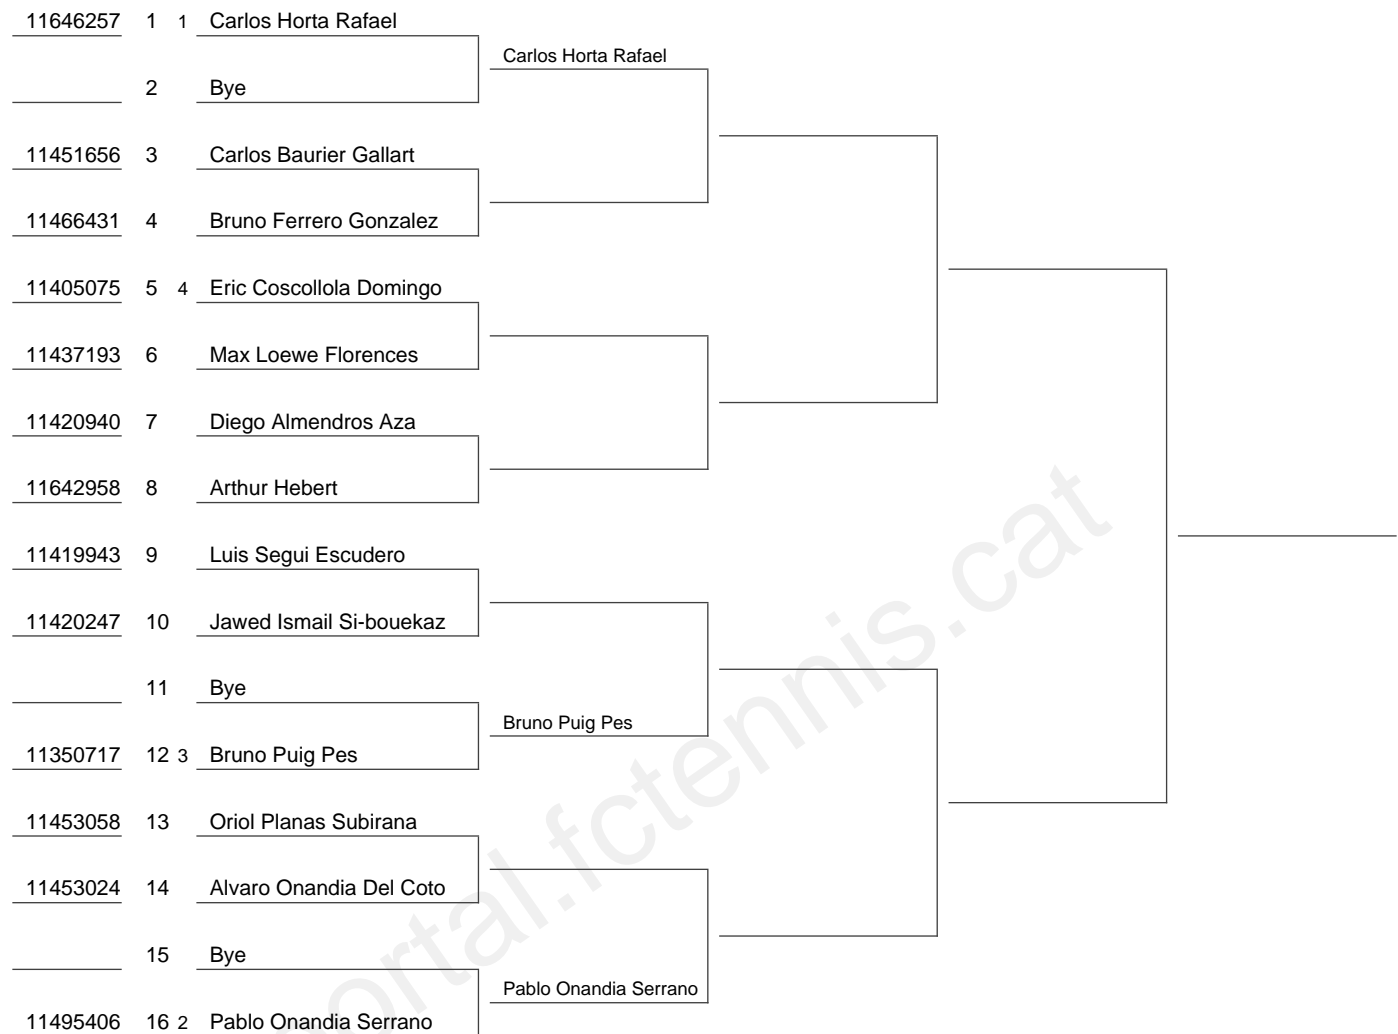 11646257 1 1 Carlos Horta Rafael
Carlos Horta Rafael
2 Bye
11451656 3 Carlos Baurier Gallart
11466431 4 Bruno Ferrero Gonzalez
11405075 5 4 Eric Coscollola Domingo
11437193 6 Max Loewe Florences
11420940 7 Diego Almendros Aza
11642958 8 Arthur Hebert
11419943 9 Luis Segui Escudero
11420247 10 Jawed Ismail Si-bouekaz
11 Bye
Bruno Puig Pes
11350717 12 3 Bruno Puig Pes
11453058 13 Oriol Planas Subirana
11453024 14 Alvaro Onandia Del Coto
15 Bye
Pablo Onandia Serrano
11495406 16 2 Pablo Onandia Serrano
ortal.fctennis.cat